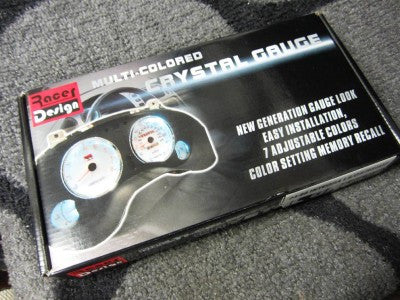 Racer
Design
MULTI-COLORED
CRYSTAL GAUGE
NEW GENERATION GAUGE LOOK
EASY INSTALLATION,
7 ADJUSTABLE COLORS
COLOR SETTING MEMORY RECALL